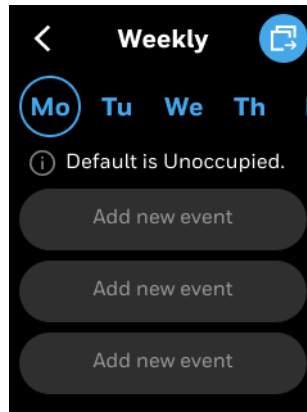 Weekly
Mo Tu We Th
Default is Unoccupied.
Add new event
Add new event
Add new event